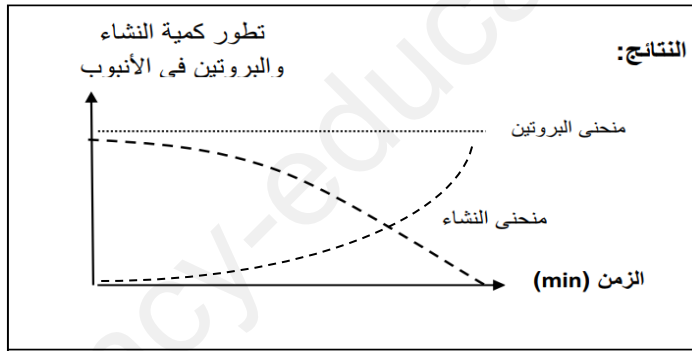 النتائج:
تطور كمية النشاء
والبروتين في الأنبوب
منحنى البروتين
منحنى النشاء
الزمن (min)